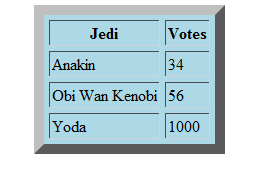 Jedi Votes
Anakin 34
Obi Wan Kenobi 56
Yoda 1000